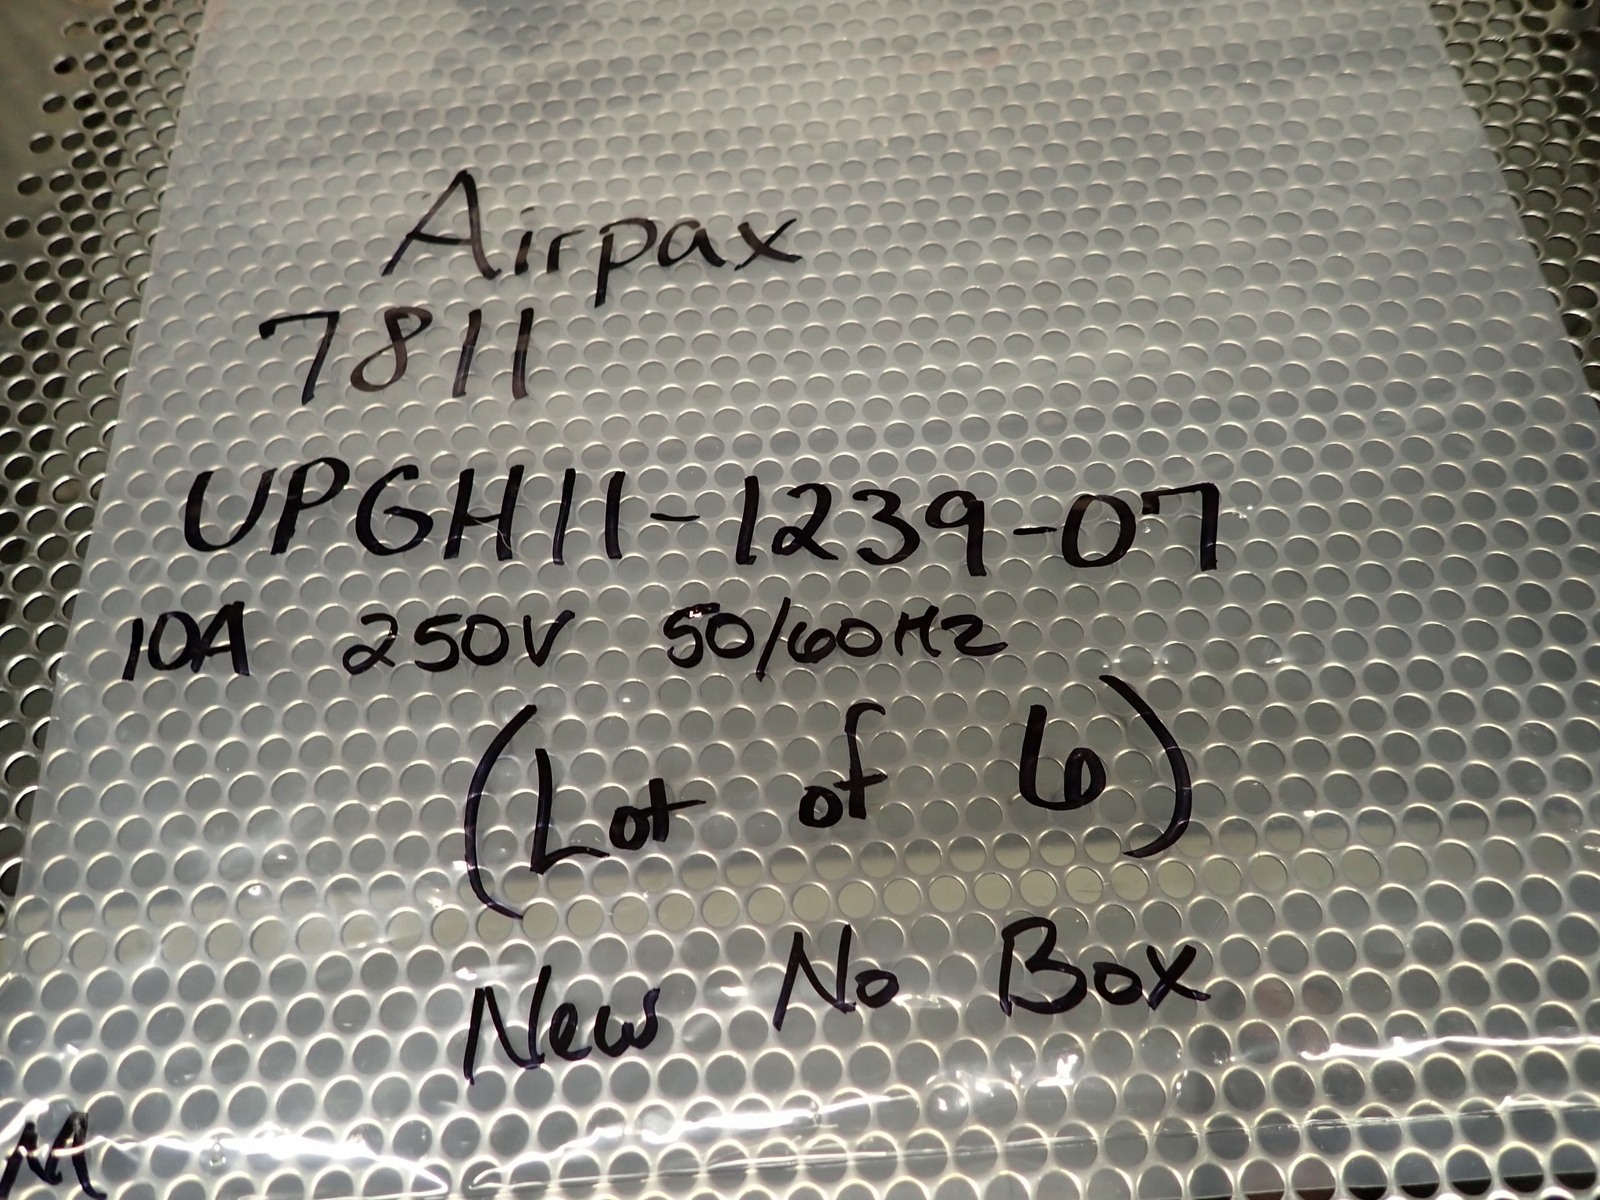 Airpax
7811
UPGH11-1239-07
10A 250V 50/60Hz
(Lot of 6)
New No Box
M